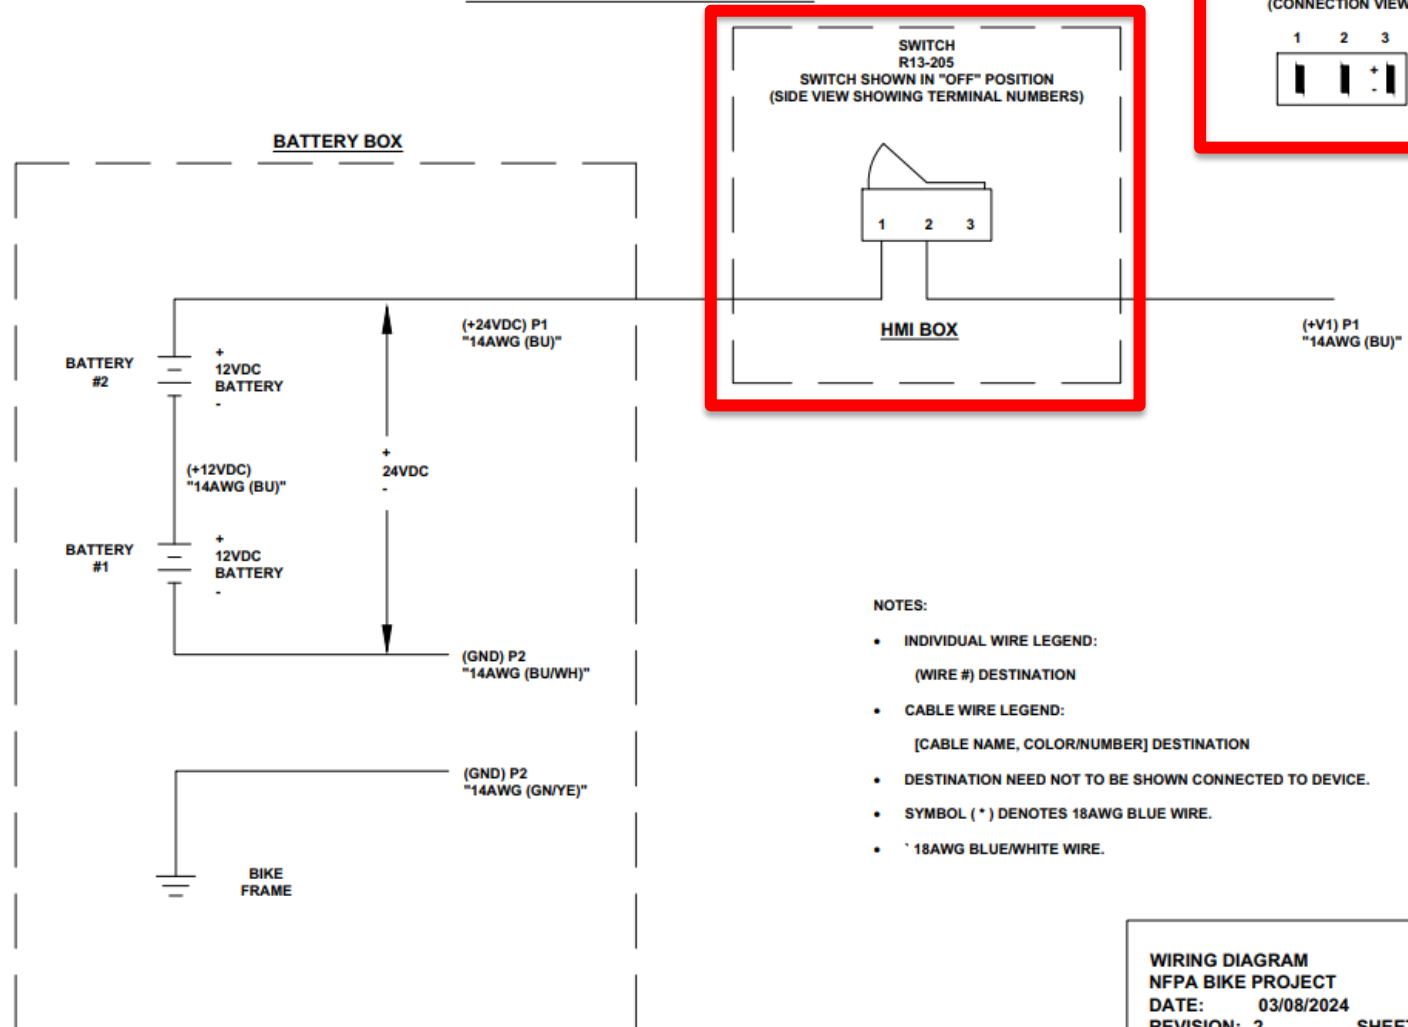 (CONNECTION VIEW
1 2 3
+
-
SWITCH
R13-205
SWITCH SHOWN IN "OFF" POSITION
(SIDE VIEW SHOWING TERMINAL NUMBERS)
1 2 3
HMI BOX
BATTERY BOX
(+24VDC) P1
"14AWG (BU)"
(+V1) P1
"14AWG (BU)"
BATTERY
#2
+
12VDC
BATTERY
-
(+12VDC)
"14AWG (BU)"
+
24VDC
-
BATTERY
#1
+
12VDC
BATTERY
-
(GND) P2
"14AWG (BU/WH)"
(GND) P2
"14AWG (GN/YE)"
BIKE
FRAME
NOTES:
• INDIVIDUAL WIRE LEGEND:
(WIRE #) DESTINATION
• CABLE WIRE LEGEND:
[CABLE NAME, COLOR/NUMBER] DESTINATION
• DESTINATION NEED NOT TO BE SHOWN CONNECTED TO DEVICE.
• SYMBOL ( * ) DENOTES 18AWG BLUE WIRE.
• ` 18AWG BLUE/WHITE WIRE.
WIRING DIAGRAM
NFPA BIKE PROJECT
DATE: 03/08/2024
REVISION: 2 SHEET